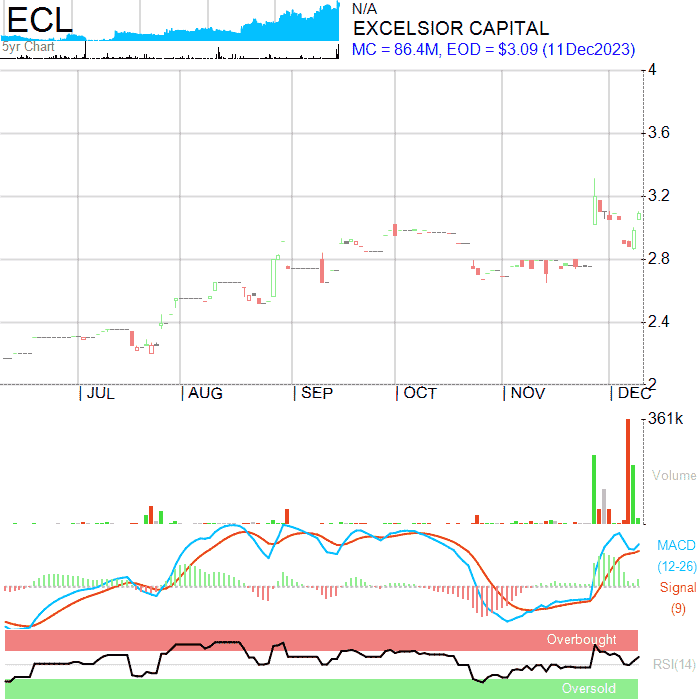 ECL
5yr Chart
N/A
EXCELSIOR CAPITAL
MC = 86.4M, EOD = $3.09 (11Dec2023)
4
3.6
3.2
2.8
2.4
2
JUL
AUG
SEP
OCT
NOV
DEC
361k
Volume
MACD
(12-26)
Signal
(9)
Overbought
RSI(14)
Oversold